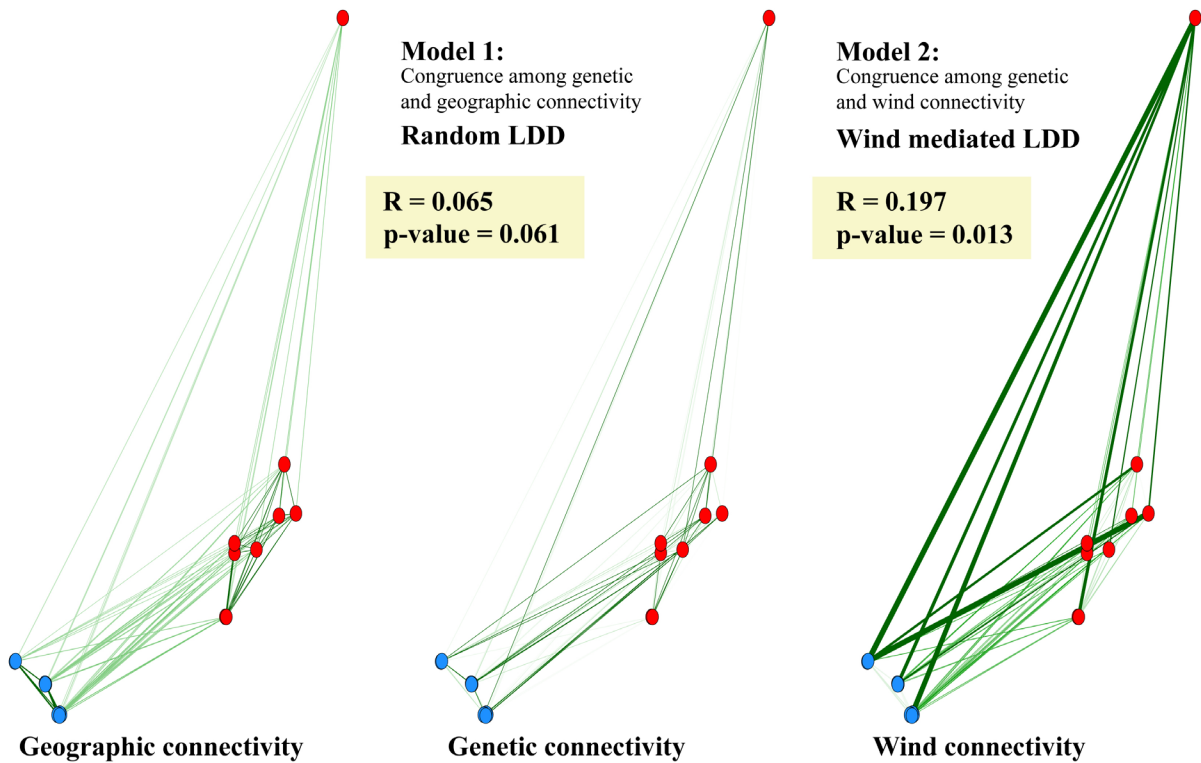 Model 1:
Congruence among genetic
and geographic connectivity
Random LDD
R = 0.065
p-value = 0.061
Model 2:
Congruence among genetic
and wind connectivity
Wind mediated LDD
R = 0.197
p-value = 0.013
Geographic connectivity
Genetic connectivity
Wind connectivity